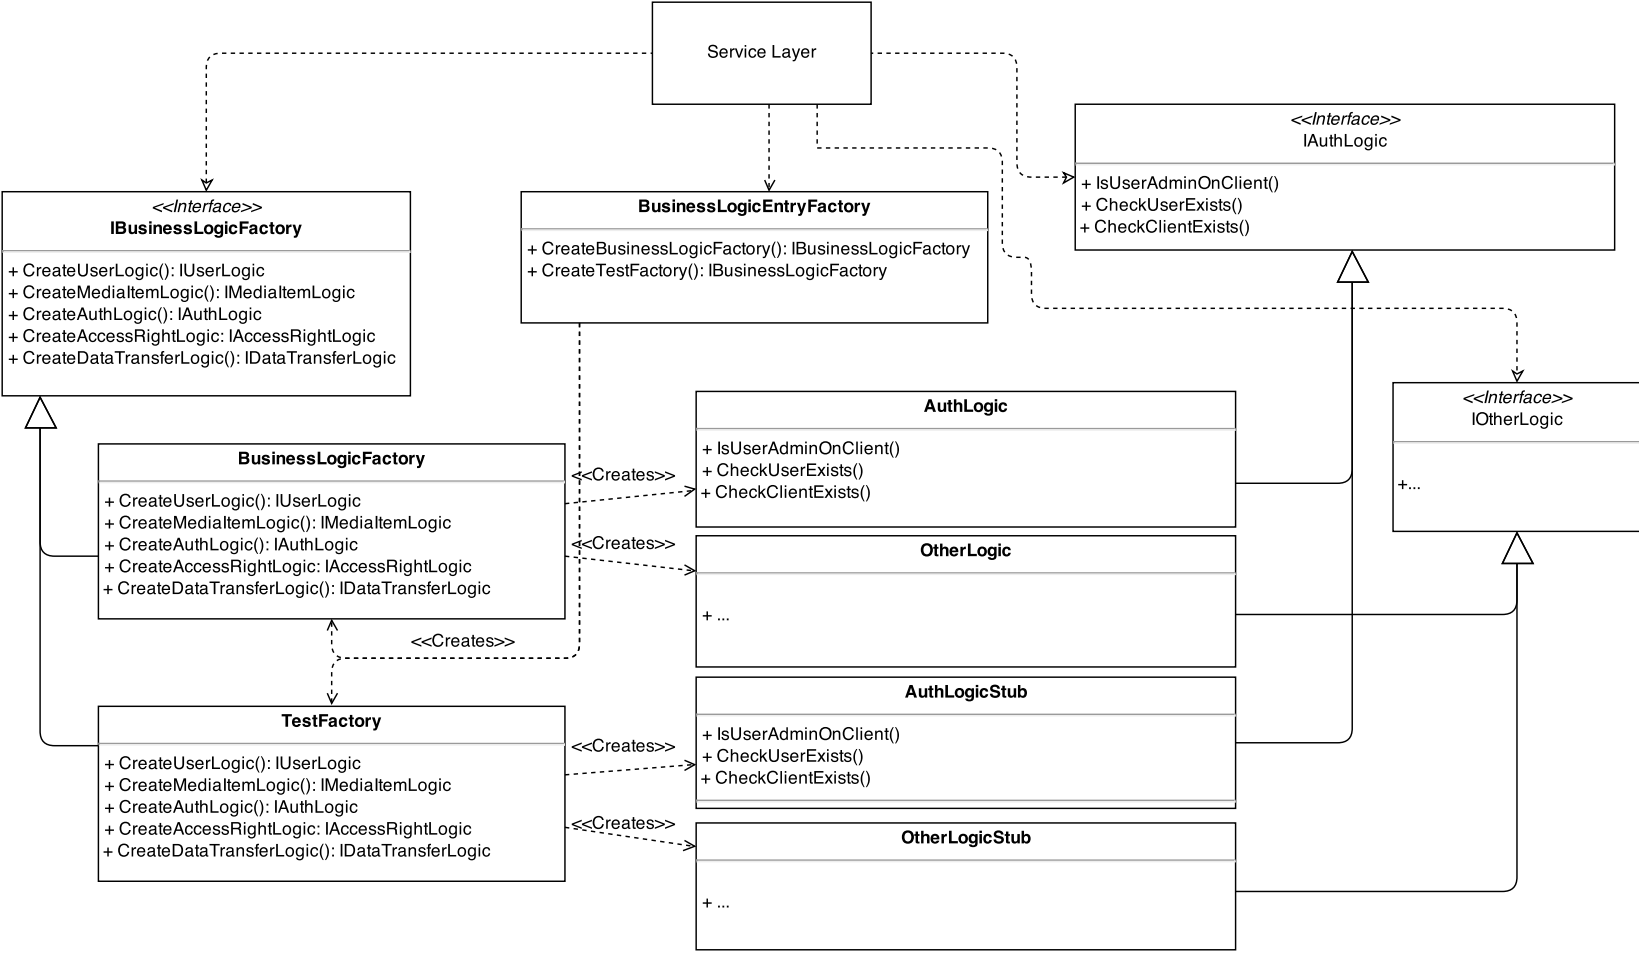 Service Layer
<<Interface>>
IAuthLogic
+ IsUserAdminOnClient()
+ CheckUserExists()
+ CheckClientExists()
<<Interface>>
IBusinessLogicFactory
+ CreateUserLogic(): IUserLogic
+ CreateMediaItemLogic(): IMediaItemLogic
+ CreateAuthLogic(): IAuthLogic
+ CreateAccessRightLogic: IAccessRightLogic
+ CreateDataTransferLogic(): IDataTransferLogic
BusinessLogicEntryFactory
+ CreateBusinessLogicFactory(): IBusinessLogicFactory
+ CreateTestFactory(): IBusinessLogicFactory
<<Interface>>
IOtherLogic
+...
BusinessLogicFactory
+ CreateUserLogic(): IUserLogic
+ CreateMediaItemLogic(): IMediaItemLogic
+ CreateAuthLogic(): IAuthLogic
+ CreateAccessRightLogic: IAccessRightLogic
+ CreateDataTransferLogic(): IDataTransferLogic
<<Creates>>
<<Creates>>
AuthLogic
+ IsUserAdminOnClient()
+ CheckUserExists()
+ CheckClientExists()
OtherLogic
+ ...
<<Creates>>
TestFactory
+ CreateUserLogic(): IUserLogic
+ CreateMediaItemLogic(): IMediaItemLogic
+ CreateAuthLogic(): IAuthLogic
+ CreateAccessRightLogic: IAccessRightLogic
+ CreateDataTransferLogic(): IDataTransferLogic
<<Creates>>
<<Creates>>
AuthLogicStub
+ IsUserAdminOnClient()
+ CheckUserExists()
+ CheckClientExists()
OtherLogicStub
+ ...